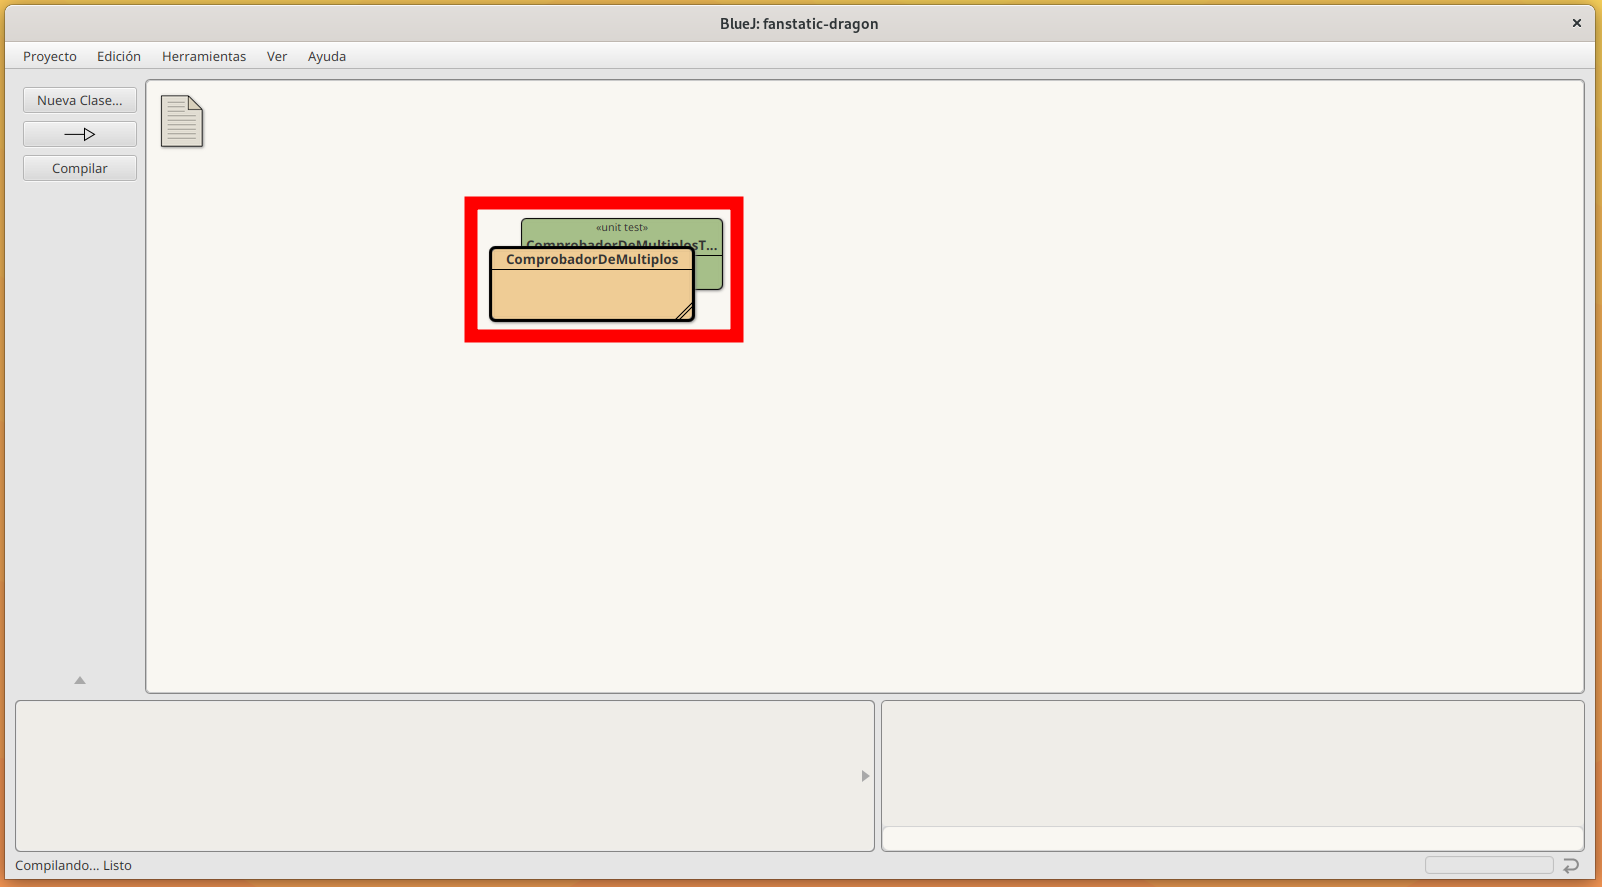 BlueJ: fanstatic-dragon
Proyecto Edición Herramientas Ver Ayuda
Nueva Clase...
Compilar
«unit test»
ComprobadorDeMultiplosT...
ComprobadorDeMultiplos
Compilando... Listo